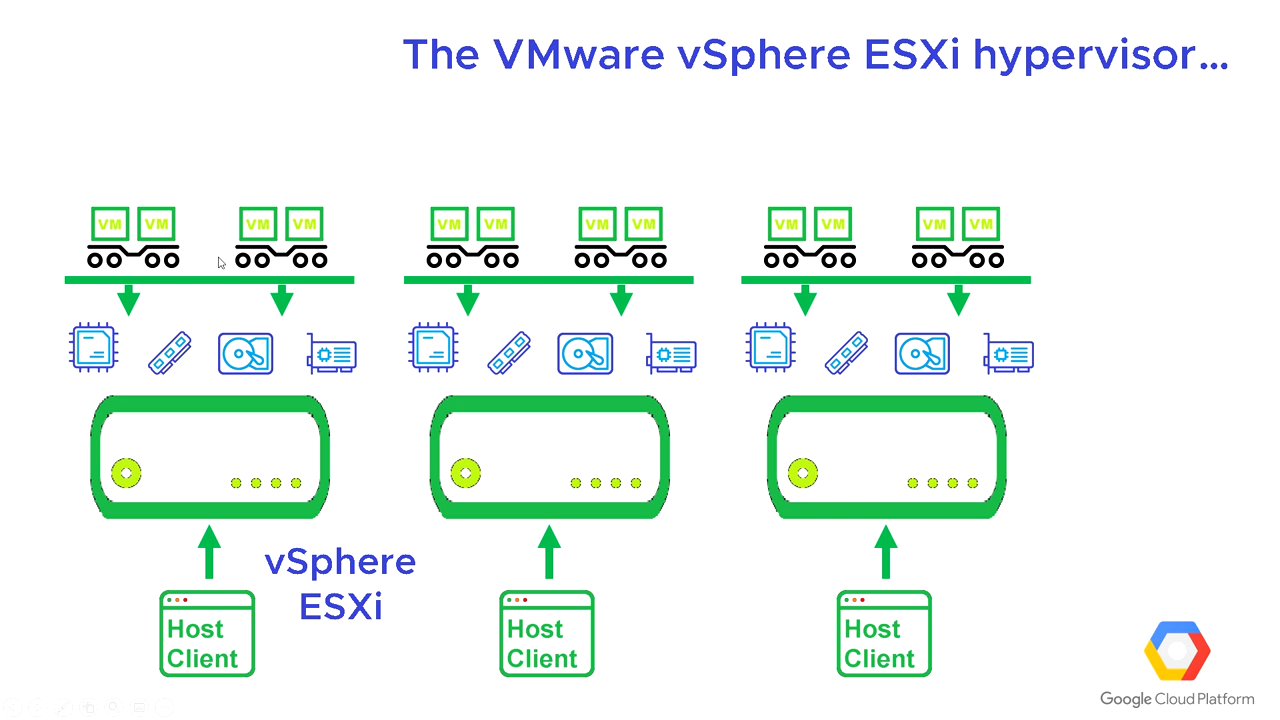 The VMware vSphere ESXi hypervisor...
VM VM VM VM VM VM VM VM VM VM VM VM
vSphere
ESXi
Host
Client
Host
Client
Host
Client
Google Cloud Platform